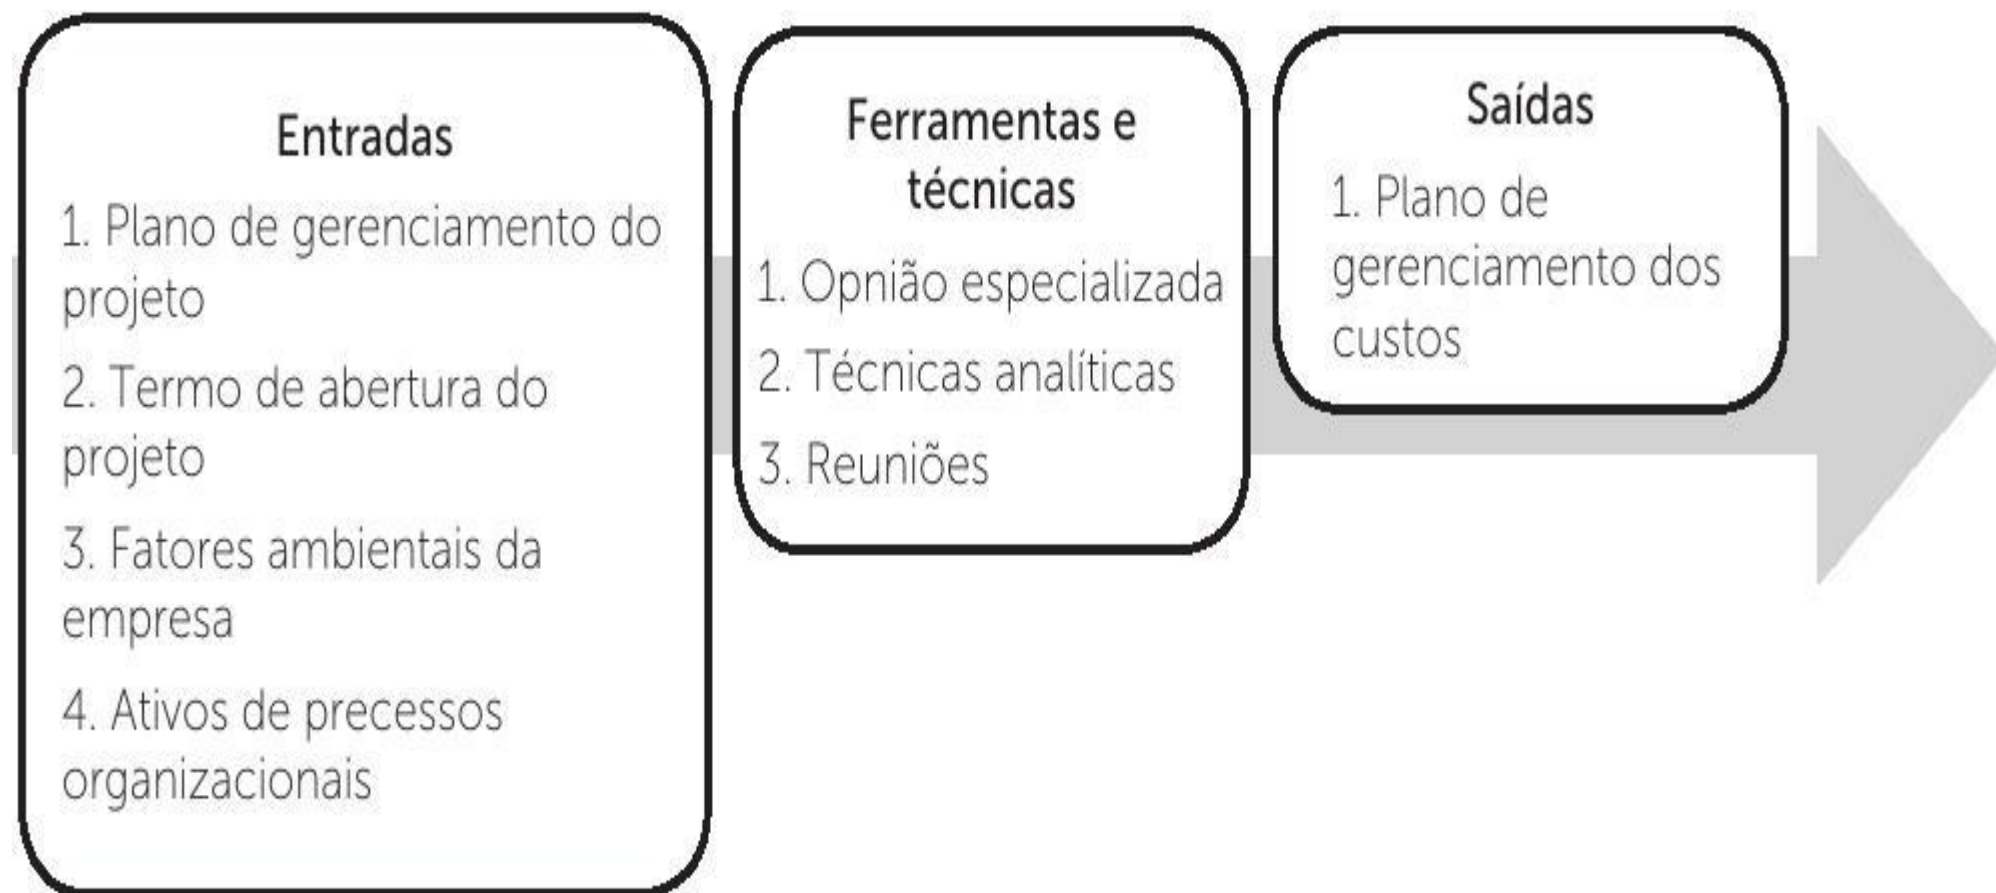 Entradas
1. Plano de gerenciamento do
projeto
2. Termo de abertura do
projeto
3. Fatores ambientais da
empresa
4. Ativos de precessos
organizacionais
Ferramentas e
técnicas
1. Opnião especializada
2. Técnicas analíticas
3. Reuniões
Saídas
1. Plano de
gerenciamento dos
custos